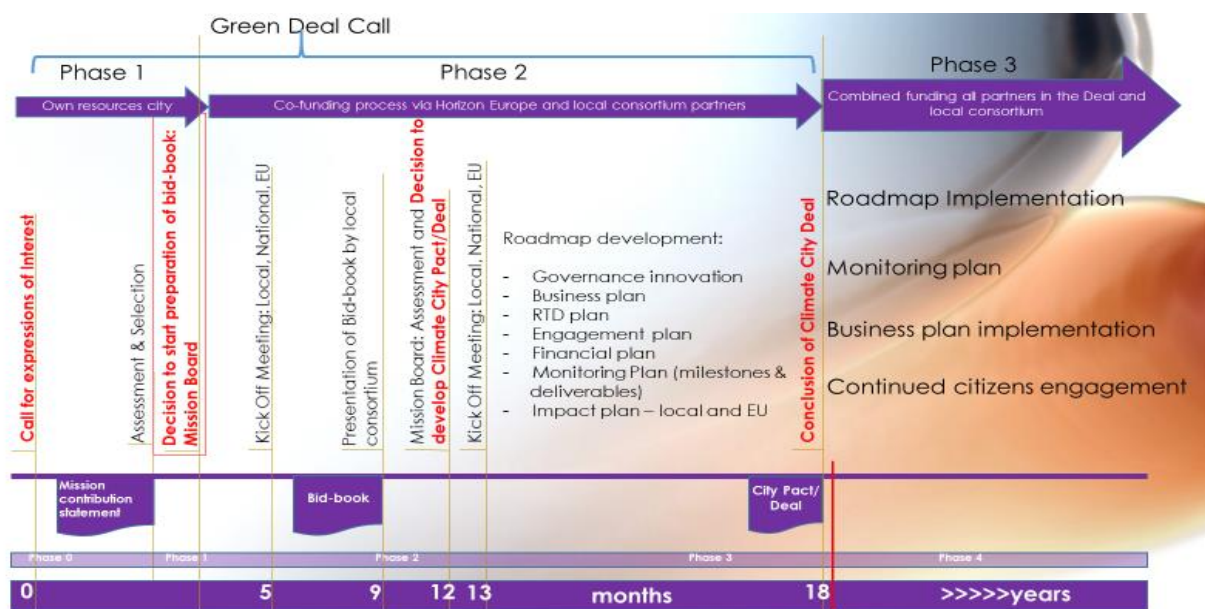 Green Deal Call
Phase 1
Phase 2
Phase 3
Own resources city
Co-funding process via Horizon Europe and local consortium partners
Combined funding all partners in the Deal and
local consortium
Call for expressions of Interest
Assessment & Selection
Decision to start preparation of bid-book:
Mission Board
Kick Off Meeting: Local, National, EU
Presentation of Bid-book by local
consortium
Mission Board: Assessment and Decision to
develop Climate City Pact/Deal
Kick Off Meeting: Local, National, EU
Roadmap development:
- Governance innovation
- Business plan
- RTD plan
- Engagement plan
- Financial plan
- Monitoring Plan (milestones &
deliverables)
- Impact plan – local and EU
Conclusion of Climate City Deal
Roadmap Implementation
Monitoring plan
Business plan implementation
Continued citizens engagement
Mission
contribution
statement
Bid-book
City Pact/
Deal
Phase 0
Phase 1
Phase 2
Phase 3
Phase 4
0
5
9
12
13
months
18
>>>>>years